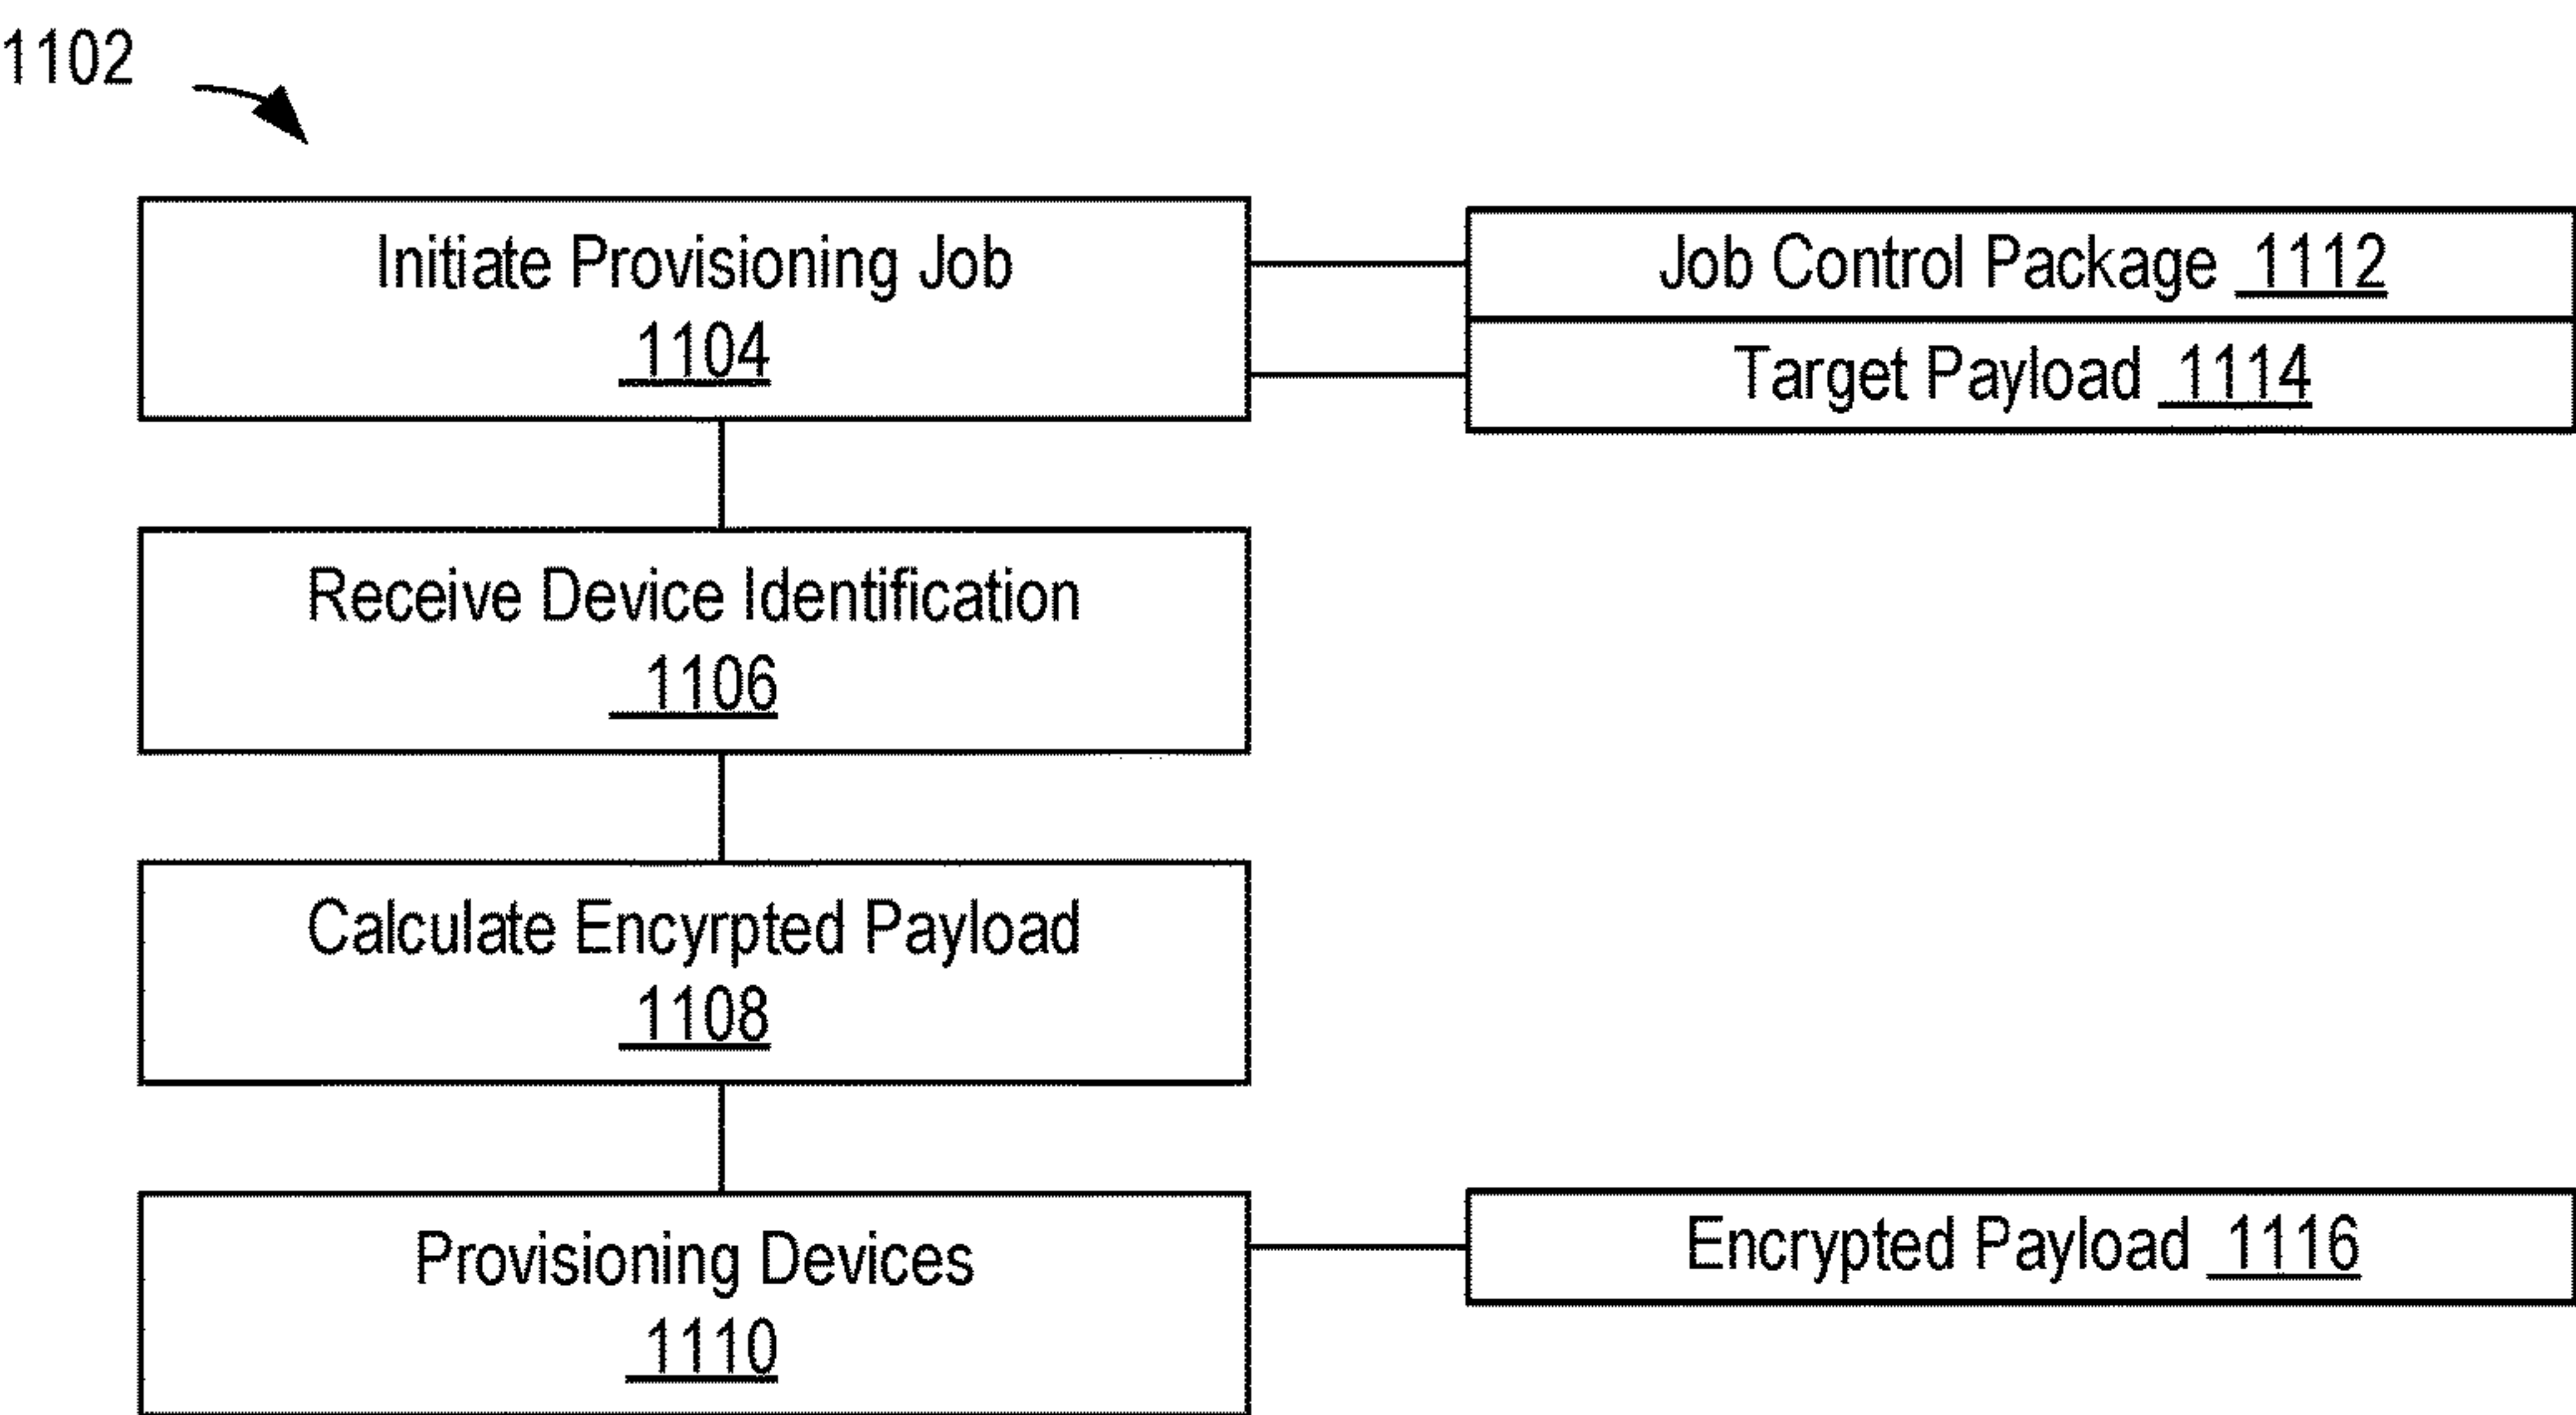 1102
Initiate Provisioning Job
1104
Job Control Package 1112
Target Payload 1114
Receive Device Identification
1106
Calculate Encyrpted Payload
1108
Provisioning Devices
1110
Encrypted Payload 1116